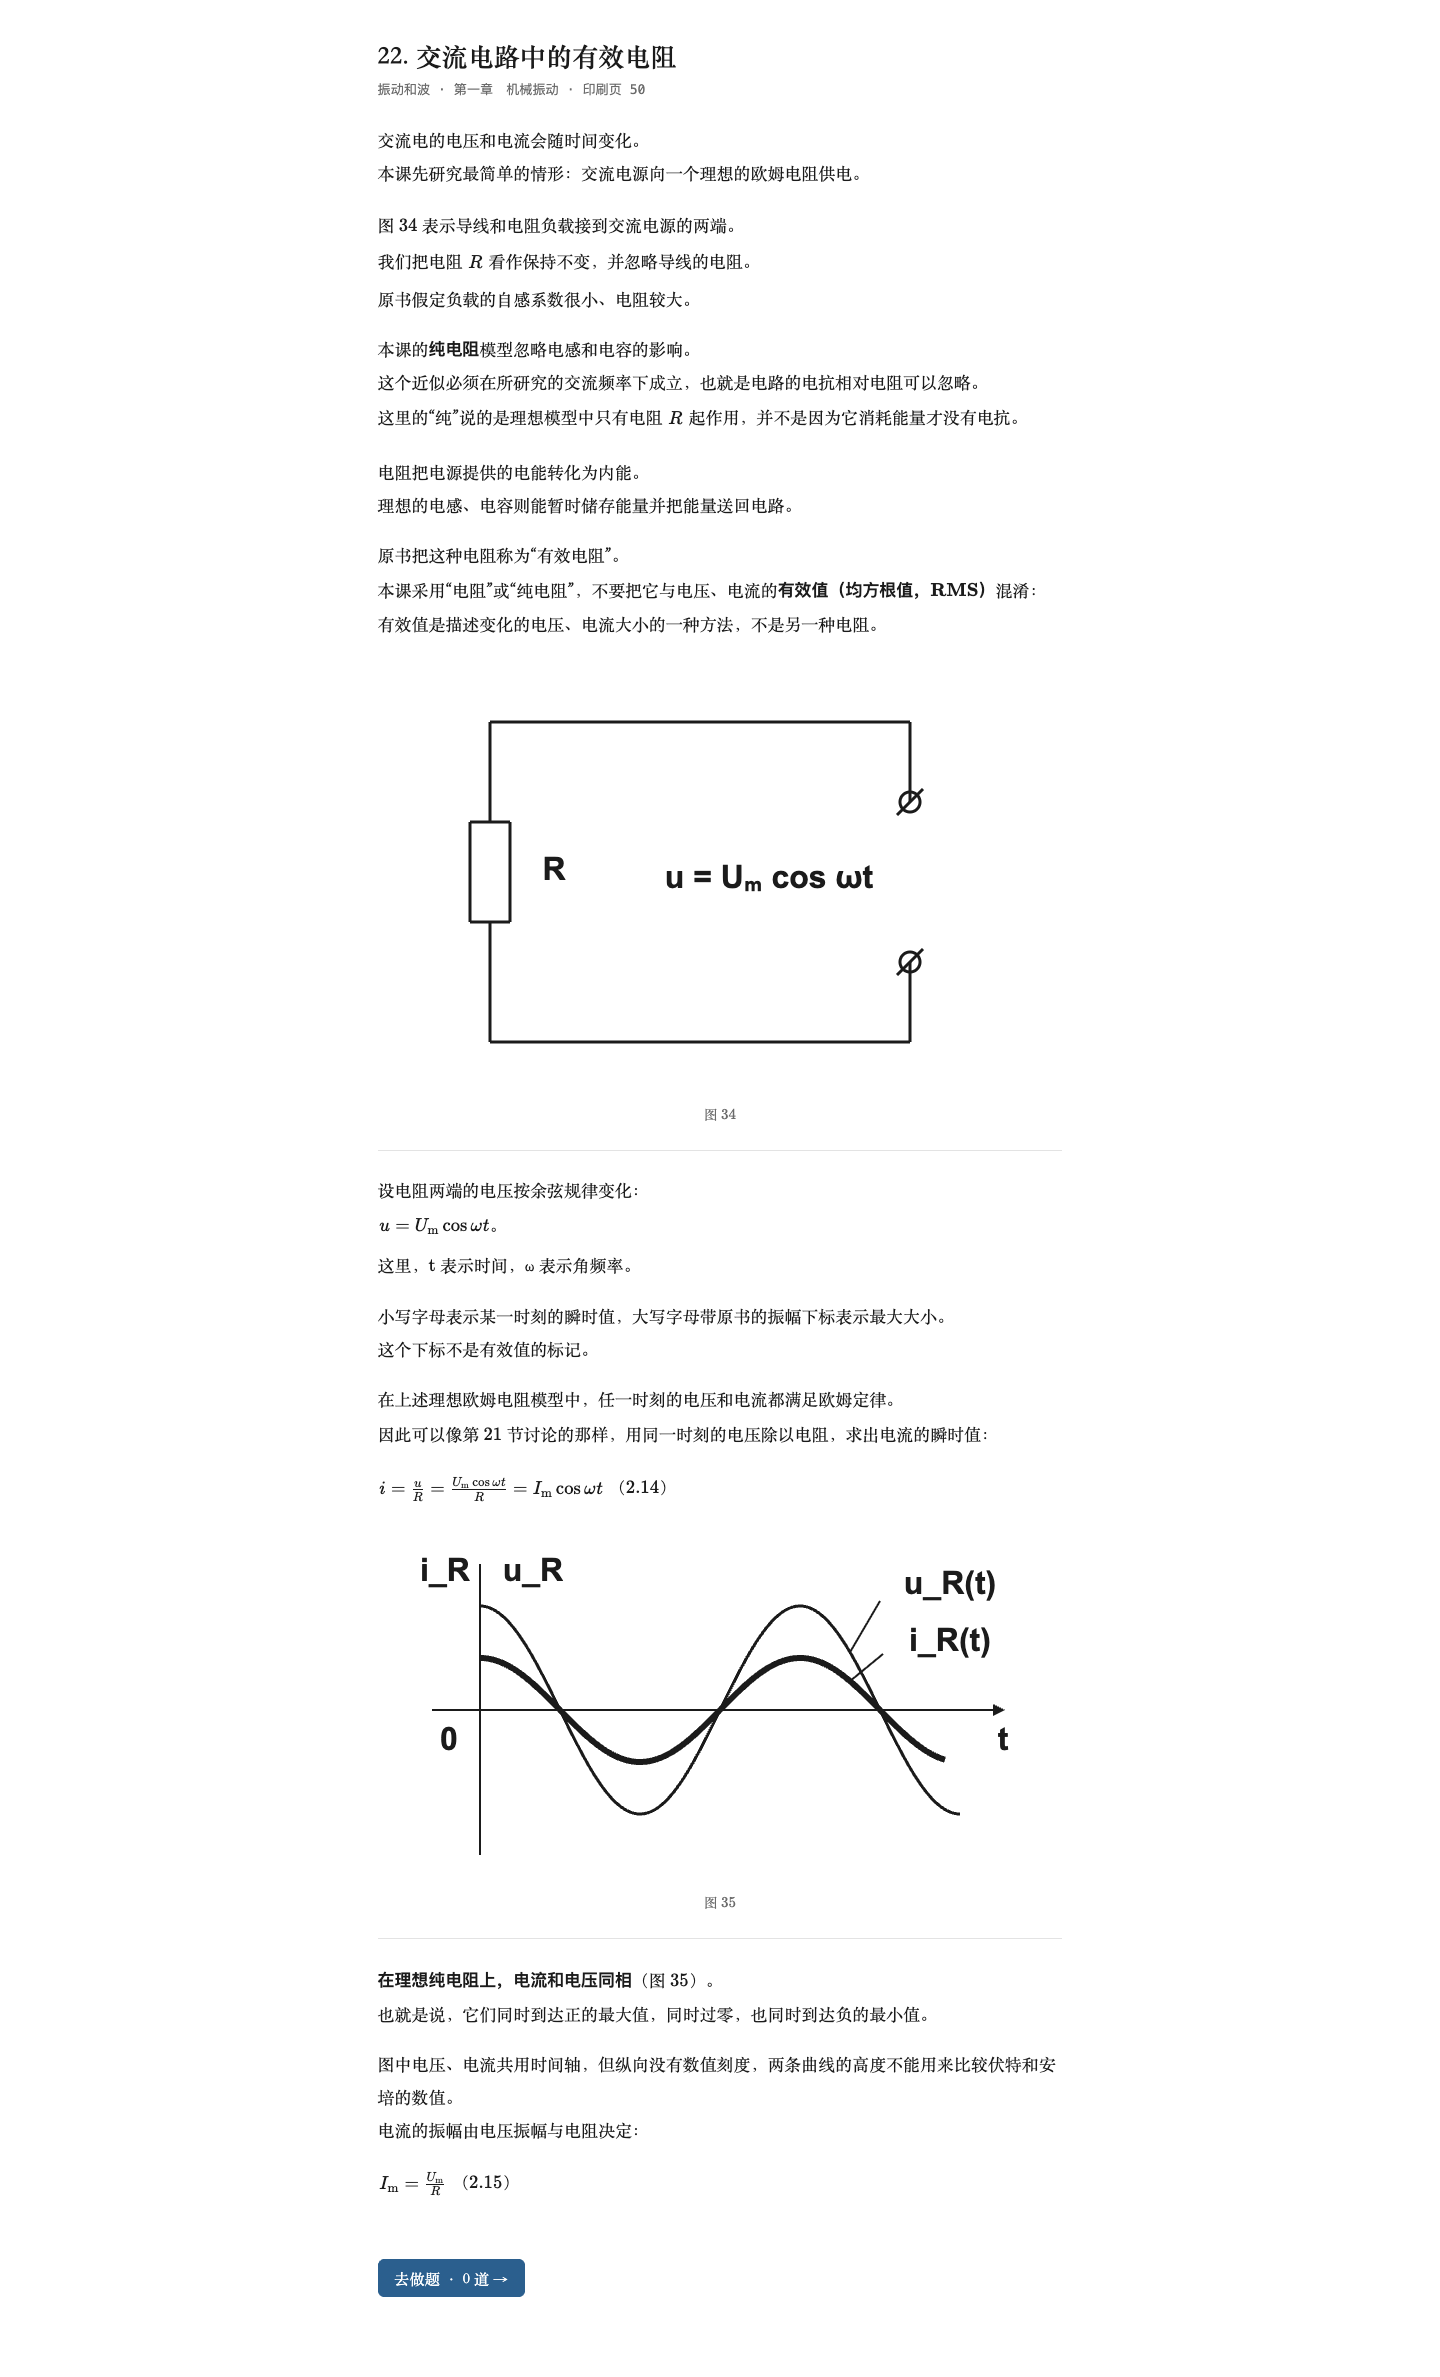 22. 交流电路中的有效电阻
振动和波 · 第一章 机械振动 · 印刷页 50
交流电的电压和电流会随时间变化。
本课先研究最简单的情形：交流电源向一个理想的欧姆电阻供电。
图 34 表示导线和电阻负载接到交流电源的两端。
我们把电阻 R 看作保持不变，并忽略导线的电阻。
原书假定负载的自感系数很小、电阻较大。
本课的纯电阻模型忽略电感和电容的影响。
这个近似必须在所研究的交流频率下成立，也就是电路的电抗相对电阻可以忽略。
这里的“纯”说的是理想模型中只有电阻 R 起作用，并不是因为它消耗能量才没有电抗。
电阻把电源提供的电能转化为内能。
理想的电感、电容则能暂时储存能量并把能量送回电路。
原书把这种电阻称为“有效电阻”。
本课采用“电阻”或“纯电阻”，不要把它与电压、电流的有效值（均方根值，RMS）混淆：
有效值是描述变化的电压、电流大小的一种方法，不是另一种电阻。
R
u = Uₘ cos ωt
图 34
设电阻两端的电压按余弦规律变化：
u = Uₘ cos ωt。
这里，t 表示时间，ω 表示角频率。
小写字母表示某一时刻的瞬时值，大写字母带原书的振幅下标表示最大大小。
这个下标不是有效值的标记。
在上述理想欧姆电阻模型中，任一时刻的电压和电流都满足欧姆定律。
因此可以像第 21 节讨论的那样，用同一时刻的电压除以电阻，求出电流的瞬时值：
i = u/R = Uₘ cos ωt/R = Iₘ cos ωt （2.14）
i_R u_R
u_R(t)
i_R(t)
0
t
图 35
在理想纯电阻上，电流和电压同相（图 35）。
也就是说，它们同时到达正的最大值，同时过零，也同时到达负的最小值。
图中电压、电流共用时间轴，但纵向没有数值刻度，两条曲线的高度不能用来比较伏特和安
培的数值。
电流的振幅由电压振幅与电阻决定：
Iₘ = Uₘ/R （2.15）
去做题 · 0 道 →